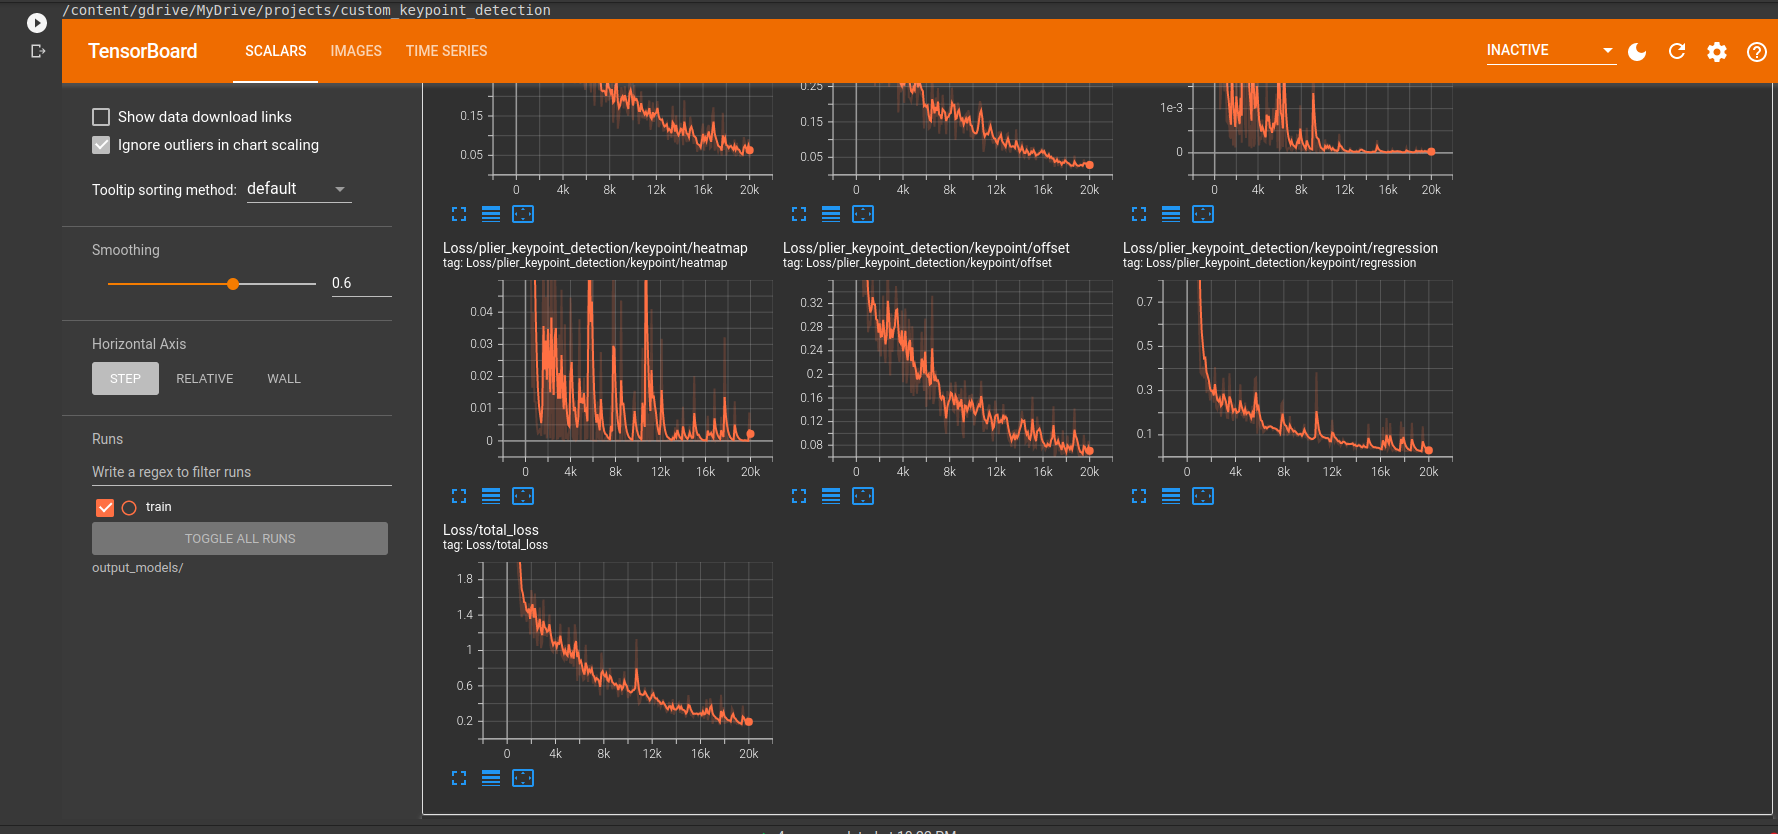 /content/gdrive/MyDrive/projects/custom_keypoint_detection
TensorBoard SCALARS IMAGES TIME SERIES INACTIVE
Show data download links
Ignore outliers in chart scaling
Tooltip sorting method: default
Smoothing
0.6
Horizontal Axis
STEP RELATIVE WALL
Runs
Write a regex to filter runs
train
TOGGLE ALL RUNS
output_models/
0.15
0.05
0 4k 8k 12k 16k 20k
0.25
0.15
0.05
0 4k 8k 12k 16k 20k
1e-3
0
0 4k 8k 12k 16k 20k
Loss/plier_keypoint_detection/keypoint/heatmap
tag: Loss/plier_keypoint_detection/keypoint/heatmap
0.04
0.03
0.02
0.01
0
0 4k 8k 12k 16k 20k
Loss/plier_keypoint_detection/keypoint/offset
tag: Loss/plier_keypoint_detection/keypoint/offset
0.32
0.28
0.24
0.2
0.16
0.12
0.08
0 4k 8k 12k 16k 20k
Loss/plier_keypoint_detection/keypoint/regression
tag: Loss/plier_keypoint_detection/keypoint/regression
0.7
0.5
0.3
0.1
0 4k 8k 12k 16k 20k
Loss/total_loss
tag: Loss/total_loss
1.8
1.4
1
0.6
0.2
0 4k 8k 12k 16k 20k